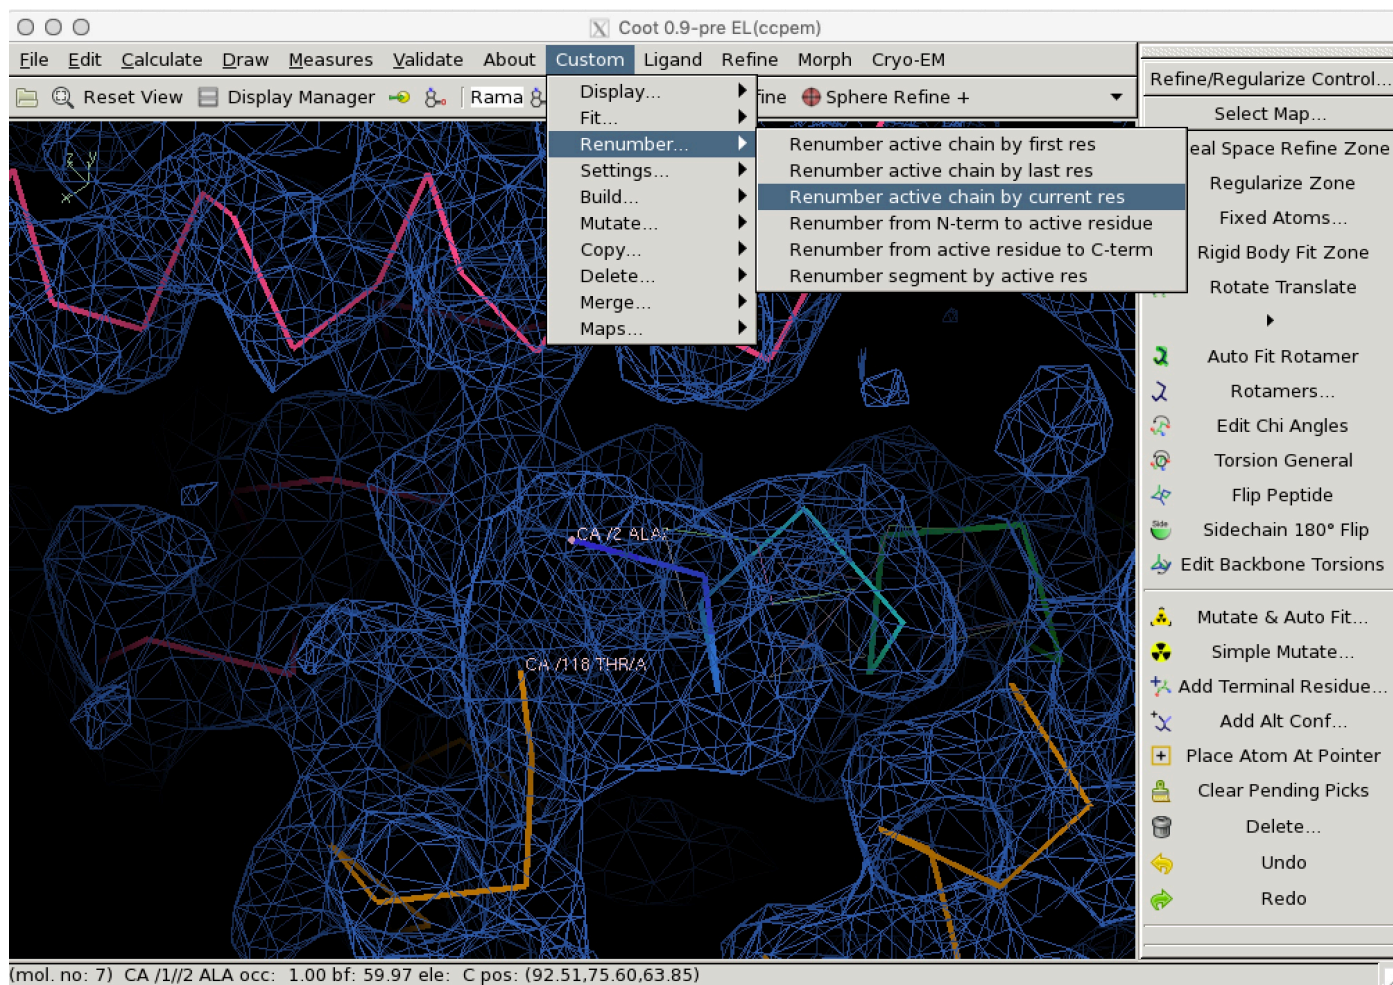 Coot 0.9-pre EL(ccpem)
File Edit Calculate Draw Measures Validate About Custom Ligand Refine Morph Cryo-EM
Reset View Display Manager Rama fine Sphere Refine +
Display...
Fit...
Renumber...
Settings...
Build...
Mutate...
Copy...
Delete...
Merge...
Maps...
Renumber active chain by first res
Renumber active chain by last res
Renumber active chain by current res
Renumber from N-term to active residue
Renumber from active residue to C-term
Renumber segment by active res
Refine/Regularize Control...
Select Map...
eal Space Refine Zone
Regularize Zone
Fixed Atoms...
Rigid Body Fit Zone
Rotate Translate
Auto Fit Rotamer
Rotamers...
Edit Chi Angles
Torsion General
Flip Peptide
Side
Sidechain 180° Flip
Edit Backbone Torsions
Mutate & Auto Fit...
Simple Mutate...
Add Terminal Residue...
Add Alt Conf...
Place Atom At Pointer
Clear Pending Picks
Delete...
Undo
Redo
z y
x
CA /2 ALA
CA /118 THR/A
(mol. no: 7) CA /1//2 ALA occ: 1.00 bf: 59.97 ele: C pos: (92.51,75.60,63.85)